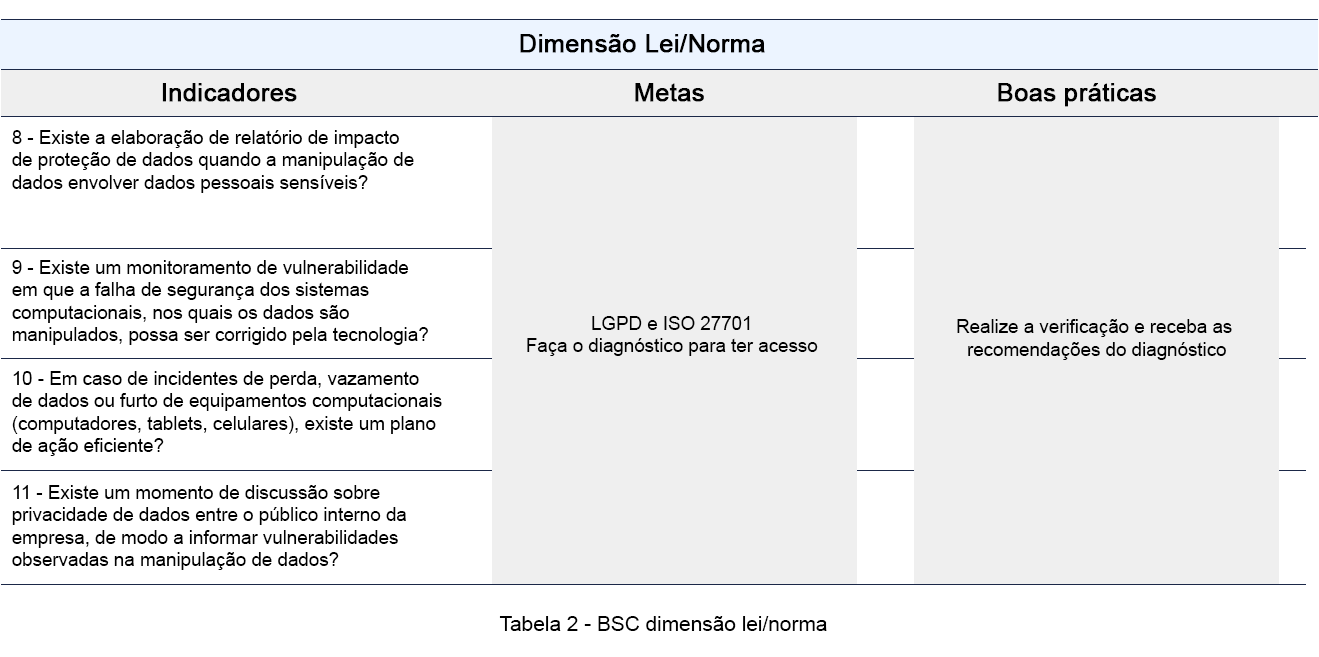 Dimensão Lei/Norma
Indicadores
Metas
Boas práticas
8 - Existe a elaboração de relatório de impacto
de proteção de dados quando a manipulação de
dados envolver dados pessoais sensíveis?
9 - Existe um monitoramento de vulnerabilidade
em que a falha de segurança dos sistemas
computacionais, nos quais os dados são
manipulados, possa ser corrigido pela tecnologia?
10 - Em caso de incidentes de perda, vazamento
de dados ou furto de equipamentos computacionais
(computadores, tablets, celulares), existe um plano
de ação eficiente?
11 - Existe um momento de discussão sobre
privacidade de dados entre o público interno da
empresa, de modo a informar vulnerabilidades
observadas na manipulação de dados?
LGPD e ISO 27701
Faça o diagnóstico para ter acesso
Realize a verificação e receba as
recomendações do diagnóstico
Tabela 2 - BSC dimensão lei/norma